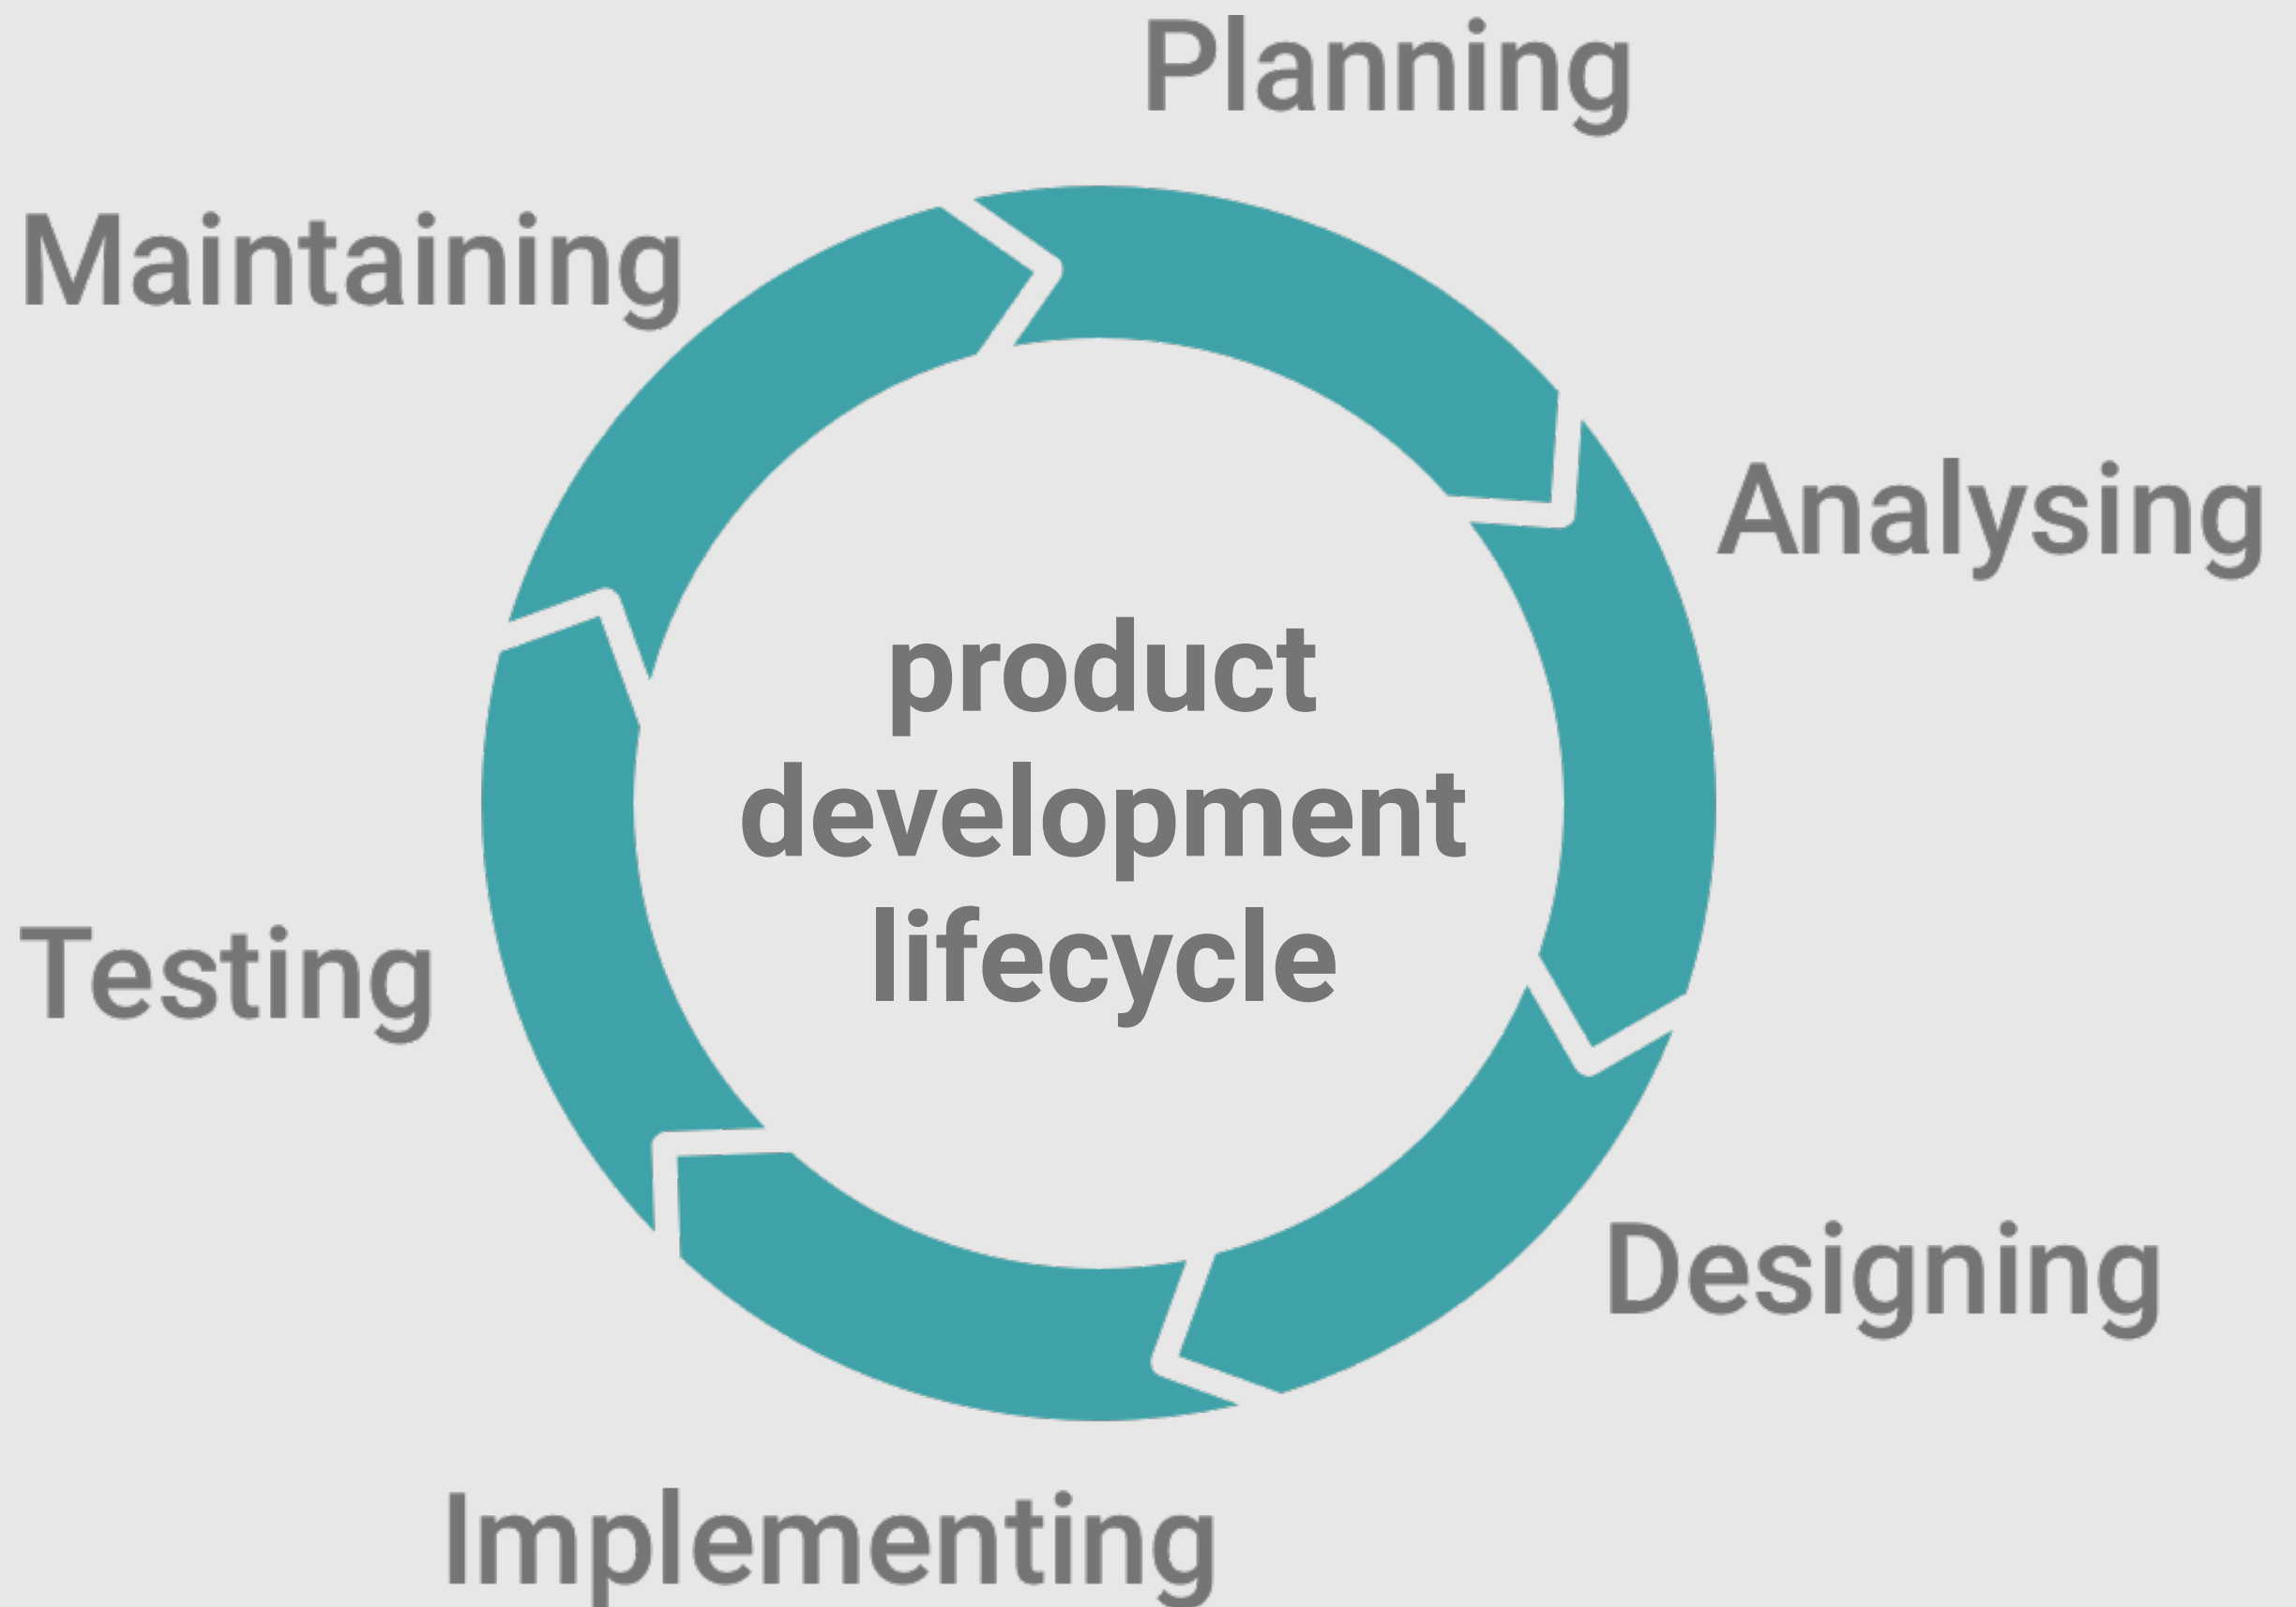 Planning
Maintaining
Analysing
product
development
lifecycle
Testing
Designing
Implementing